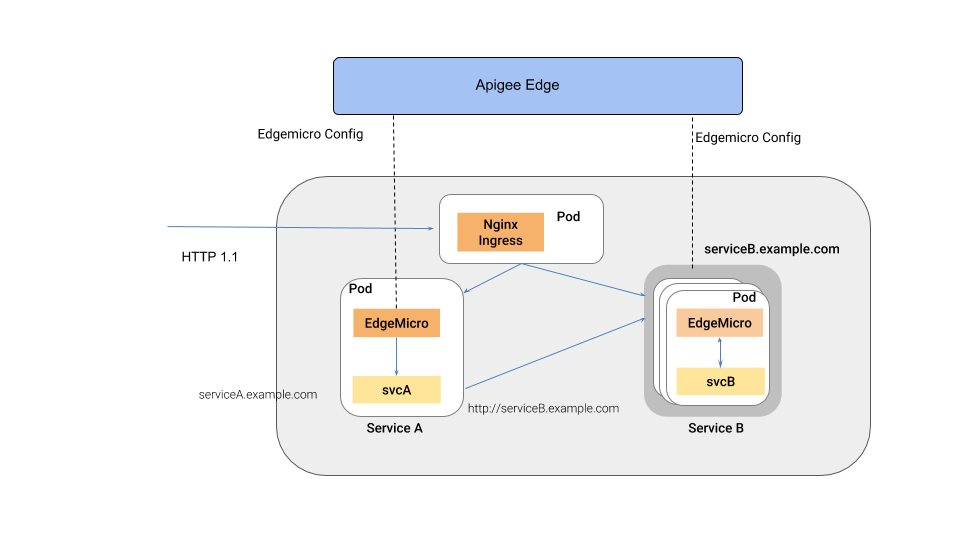 Apigee Edge
Edgemicro Config
Edgemicro Config
Nginx
Ingress
Pod
HTTP 1.1
serviceB.example.com
Pod
EdgeMicro
svcA
serviceA.example.com
Service A
http://serviceB.example.com
Pod
EdgeMicro
svcB
Service B